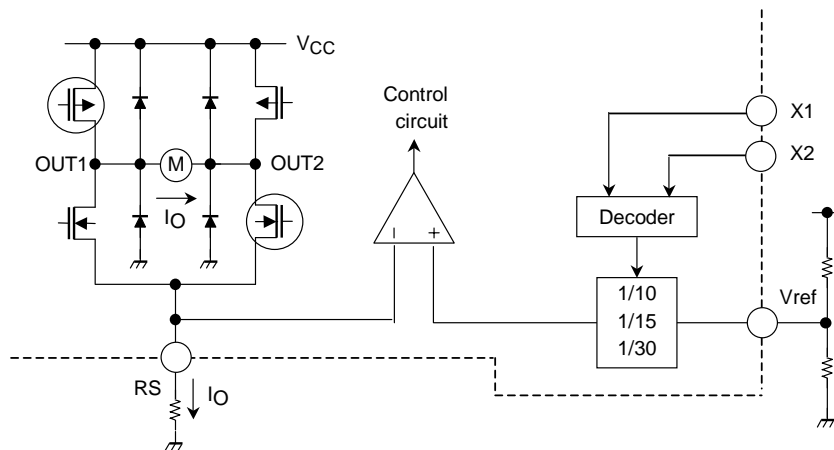 VCC
Control
circuit
X1
X2
OUT1
M
OUT2
IO
Decoder
− +
1/10
1/15
1/30
Vref
RS
IO